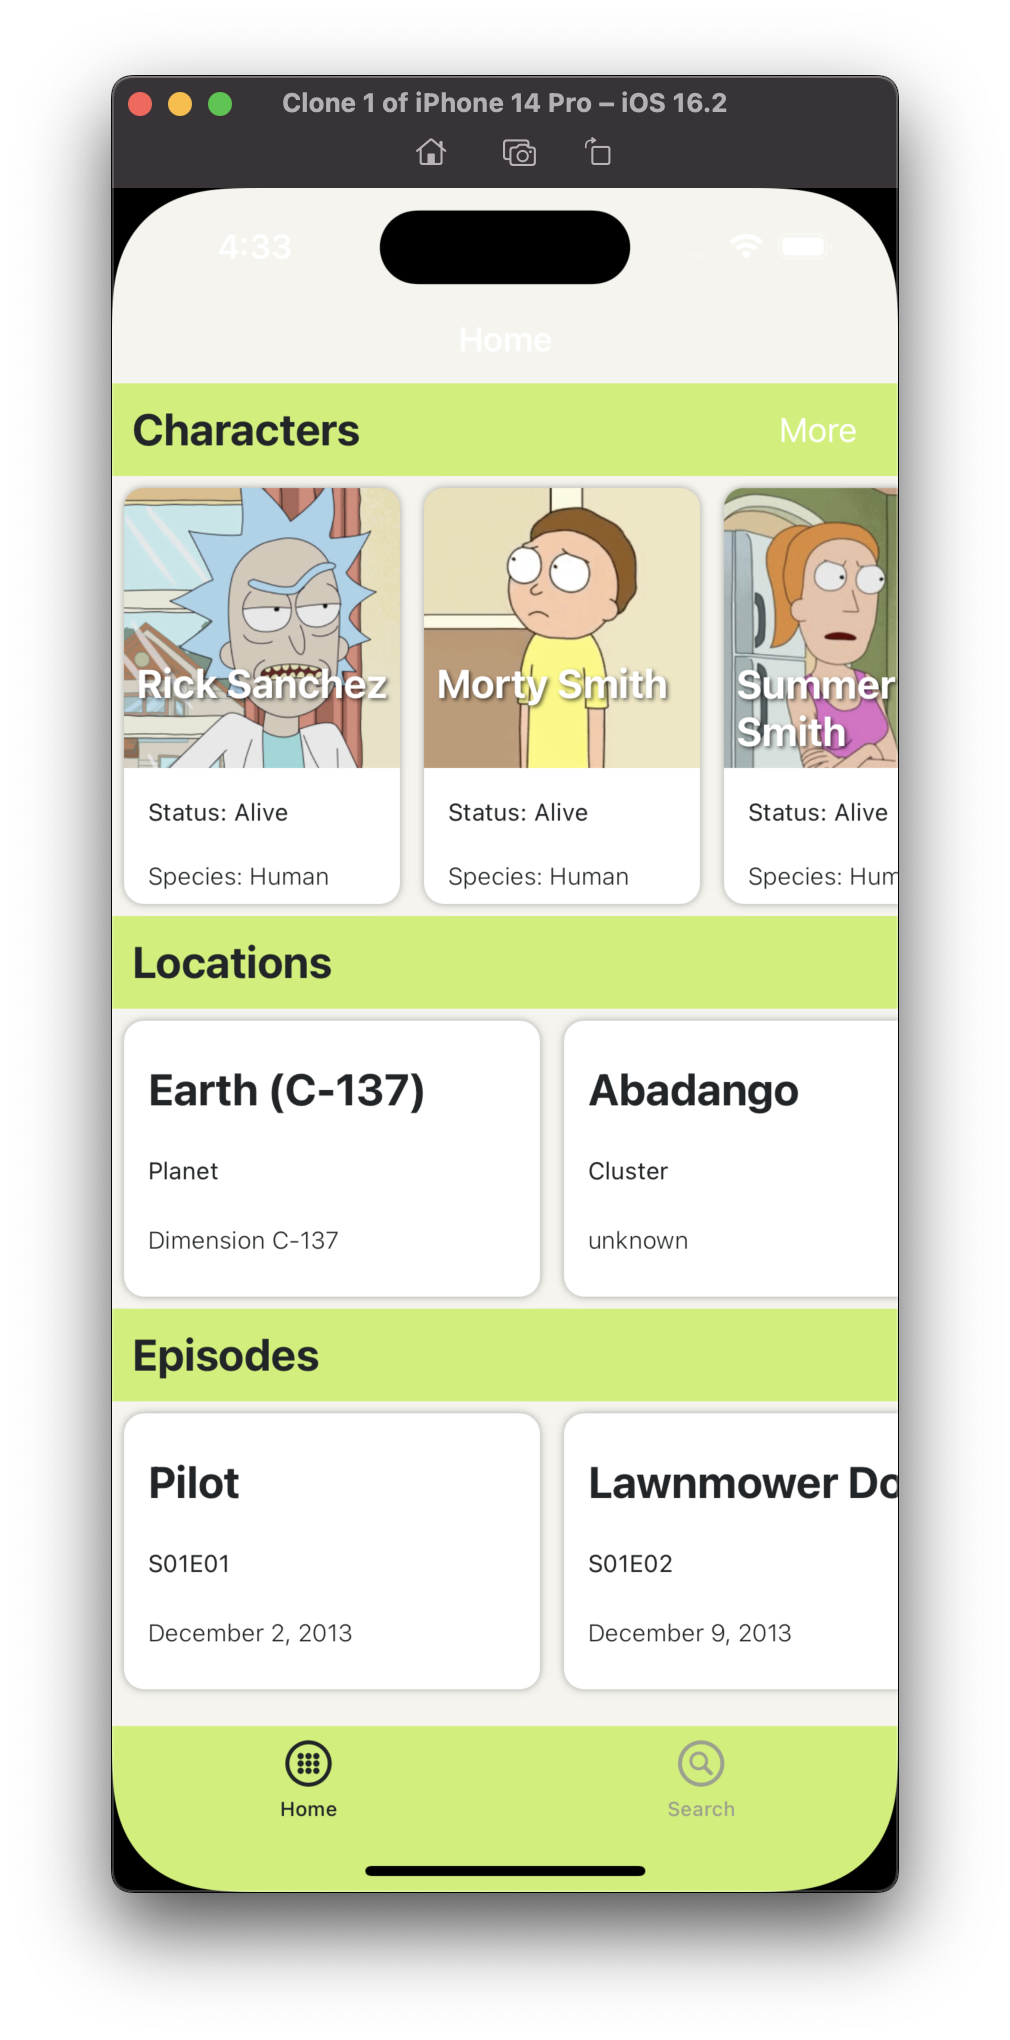 Clone 1 of iPhone 14 Pro – iOS 16.2
4:33
Home
Characters
More
Rick Sanchez
Status: Alive
Species: Human
Morty Smith
Status: Alive
Species: Human
Summer
Smith
Status: Alive
Species: Hum
Locations
Earth (C-137)
Planet
Dimension C-137
Abadango
Cluster
unknown
Episodes
Pilot
S01E01
December 2, 2013
Lawnmower Do
S01E02
December 9, 2013
Home
Search